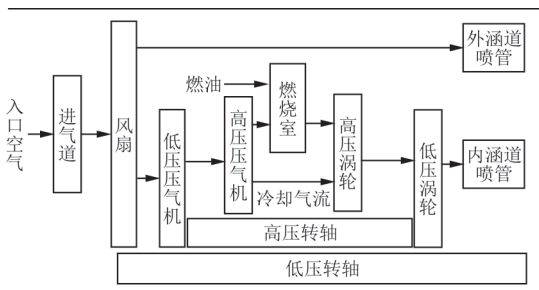 入口空气
进气道
风扇
外涵道
喷管
燃油
燃烧室
低压压气机
高压压气机
冷却气流
高压涡轮
低压涡轮
内涵道
喷管
高压转轴
低压转轴